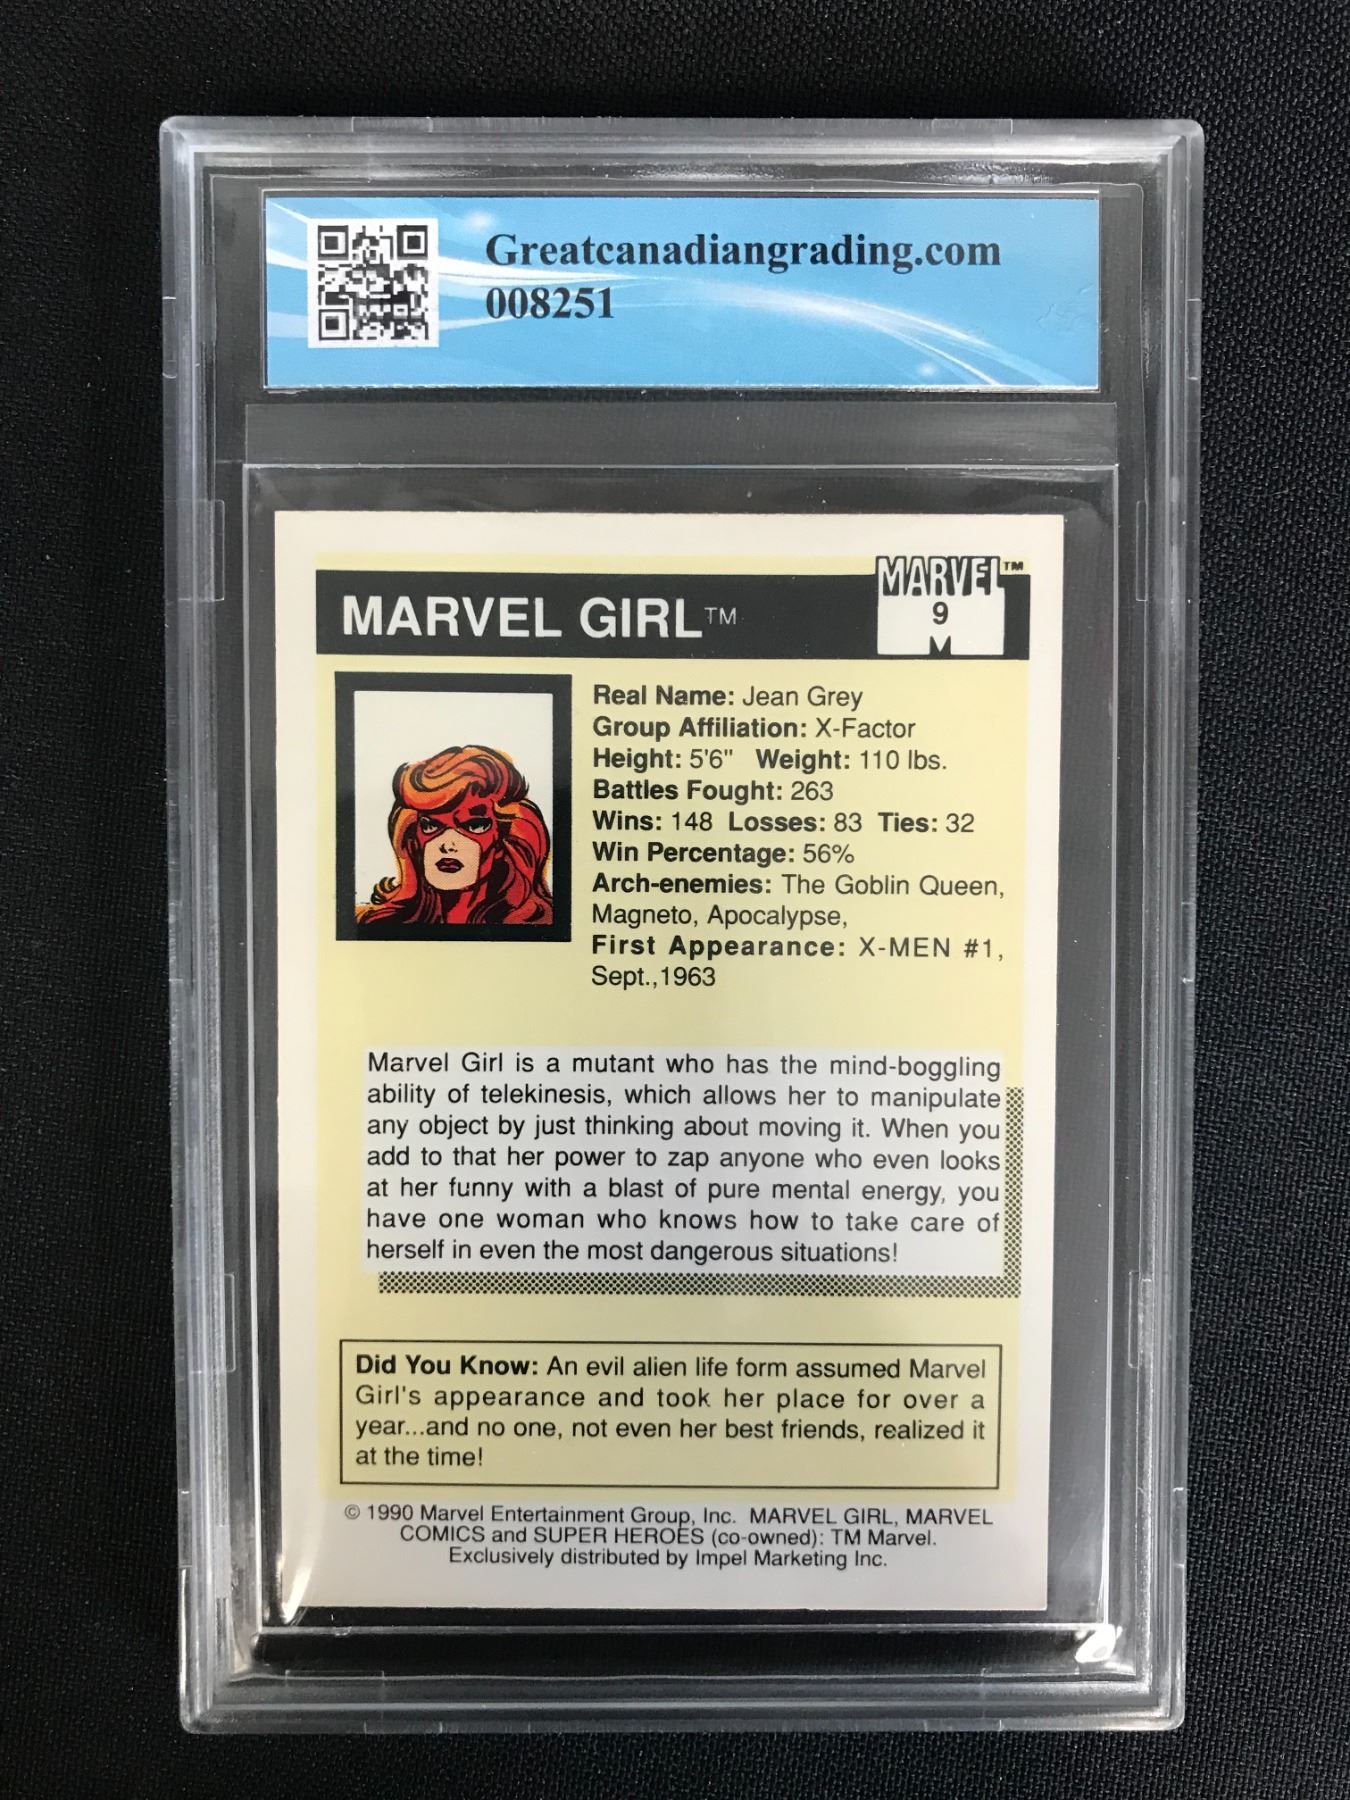 Greatcanadiangrading.com
008251
MARVEL™
MARVEL GIRL™
9
Real Name: Jean Grey
Group Affiliation: X-Factor
Height: 5'6" Weight: 110 lbs.
Battles Fought: 263
Wins: 148 Losses: 83 Ties: 32
Win Percentage: 56%
Arch-enemies: The Goblin Queen,
Magneto, Apocalypse,
First Appearance: X-MEN #1,
Sept.,1963
Marvel Girl is a mutant who has the mind-boggling
ability of telekinesis, which allows her to manipulate
any object by just thinking about moving it. When you
add to that her power to zap anyone who even looks
at her funny with a blast of pure mental energy, you
have one woman who knows how to take care of
herself in even the most dangerous situations!
Did You Know: An evil alien life form assumed Marvel
Girl's appearance and took her place for over a
year...and no one, not even her best friends, realized it
at the time!
© 1990 Marvel Entertainment Group, Inc. MARVEL GIRL, MARVEL
COMICS and SUPER HEROES (co-owned): TM Marvel.
Exclusively distributed by Impel Marketing Inc.